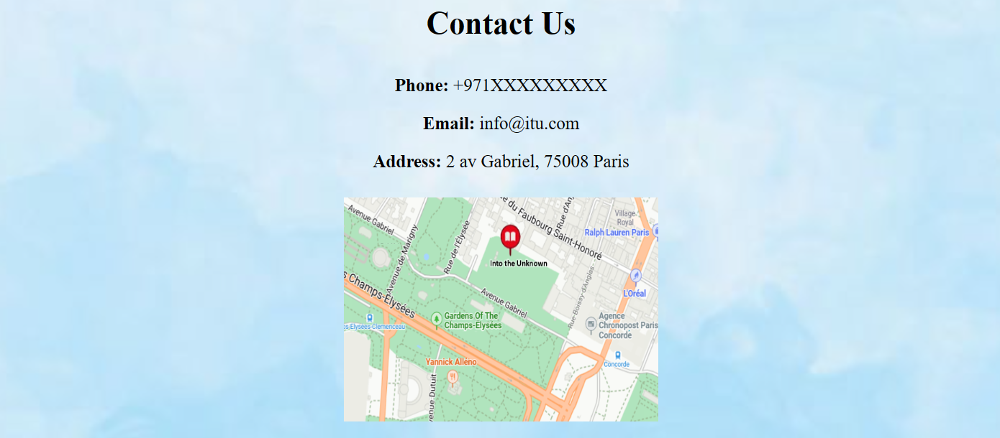 Contact Us
Phone: +971XXXXXXXXX
Email: info@itu.com
Address: 2 av Gabriel, 75008 Paris
Avenue Gabriel
Avenue de Marigny
Rue de l'Élysée
du Faubourg Saint-Honoré
Rue d'An
Village
Royal
Ralph Lauren Paris
Into the Unknown
L'Oréal
s Champs-Elysées
Avenue Gabriel
Rue Boissy d'Anglas
Gardens Of The
Champs-Elysées
Agence
Chronopost Paris
Concorde
s-Elysées-Clemenceau
Yannick Alléno
Concorde
venue Dutuit